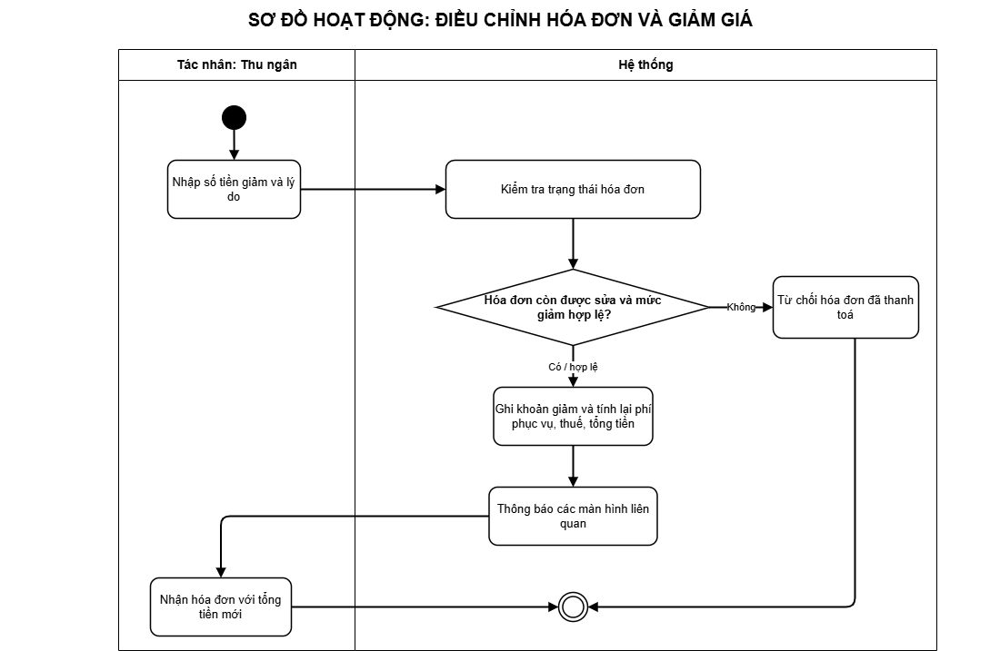 SƠ ĐỒ HOẠT ĐỘNG: ĐIỀU CHỈNH HÓA ĐƠN VÀ GIẢM GIÁ
Tác nhân: Thu ngân
Hệ thống
Nhập số tiền giảm và lý
do
Kiểm tra trạng thái hóa đơn
Hóa đơn còn được sửa và mức
giảm hợp lệ?
Không
Từ chối hóa đơn đã thanh
toá
Có / hợp lệ
Ghi khoản giảm và tính lại phí
phục vụ, thuế, tổng tiền
Thông báo các màn hình liên
quan
Nhận hóa đơn với tổng
tiền mới